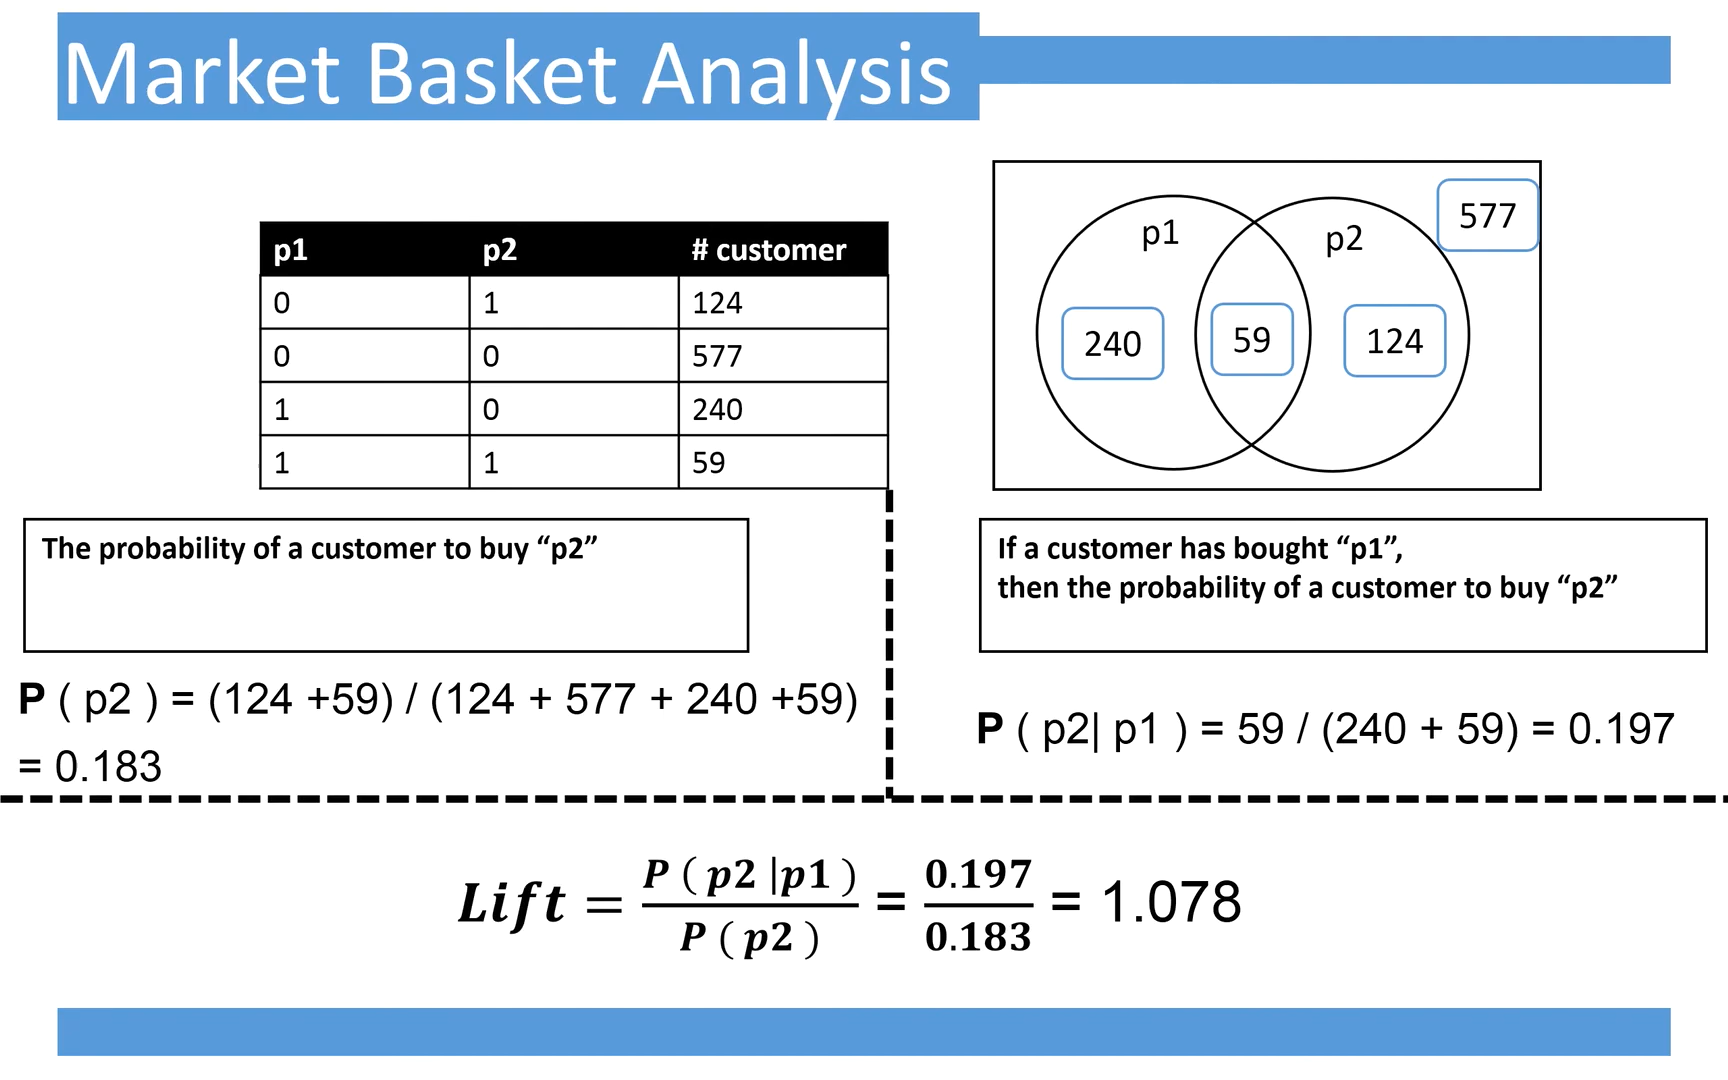 Market Basket Analysis
p1 p2 # customer
0 1 124
0 0 577
1 0 240
1 1 59
577
p1 p2
240 59 124
The probability of a customer to buy “p2”
P ( p2 ) = (124 +59) / (124 + 577 + 240 +59)
= 0.183
If a customer has bought “p1”,
then the probability of a customer to buy “p2”
P ( p2| p1 ) = 59 / (240 + 59) = 0.197
Lift = P ( p2 |p1 ) / P ( p2 ) = 0.197 / 0.183 = 1.078